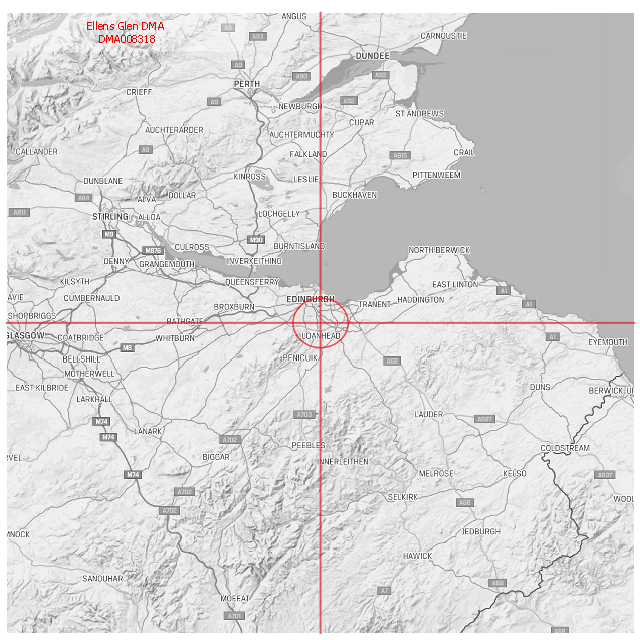 Ellens Glen DMA
DMA008318
ANGUS
CARNOUSTIE
A9
A93
DUNDEE
A9
A90
A92
PERTH
CRIEFF
A9
NEWBURGH
A92
ST ANDREWS
CUPAR
AUCHTERARDER
AUCHTERMUCHTY
A9
FALKLAND
A915
CRAIL
CALLANDER
KINROSS
LESLIE
PITTENWEEM
DUNBLANE
DOLLAR
BUCKHAVEN
A84
ALVA
A811
STIRLING
ALLOA
LOCHGELLY
M9
M90
CULROSS
BURNTISLAND
M876
NORTH BERWICK
DENNY
GRANGEMOUTH
INVERKEITHING
KILSYTH
QUEENSFERRY
EAST LINTON
A1
AVIE
CUMBERNAULD
EDINBURGH
HADDINGTON
BROXBURN
TRANENT
A1
SHOPBRIGGS
BATHGATE
GLASGOW
COATBRIDGE
WHITBURN
LOANHEAD
A1
EYEMOUTH
M8
BELLSHILL
PENICUIK
A68
MOTHERWELL
EAST KILBRIDE
DUNS
BERWICK-U
LARKHALL
A703
LAUDER
M74
A697
LANARK
M74
A702
PEEBLES
COLDSTREAM
RVEL
BIGGAR
INNERLEITHEN
M74
MELROSE
KELSO
A697
A702
SELKIRK
WOOL
A68
A702
MNOCK
JEDBURGH
HAWICK
SANQUHAR
A68
A7
MOFFAT
A701